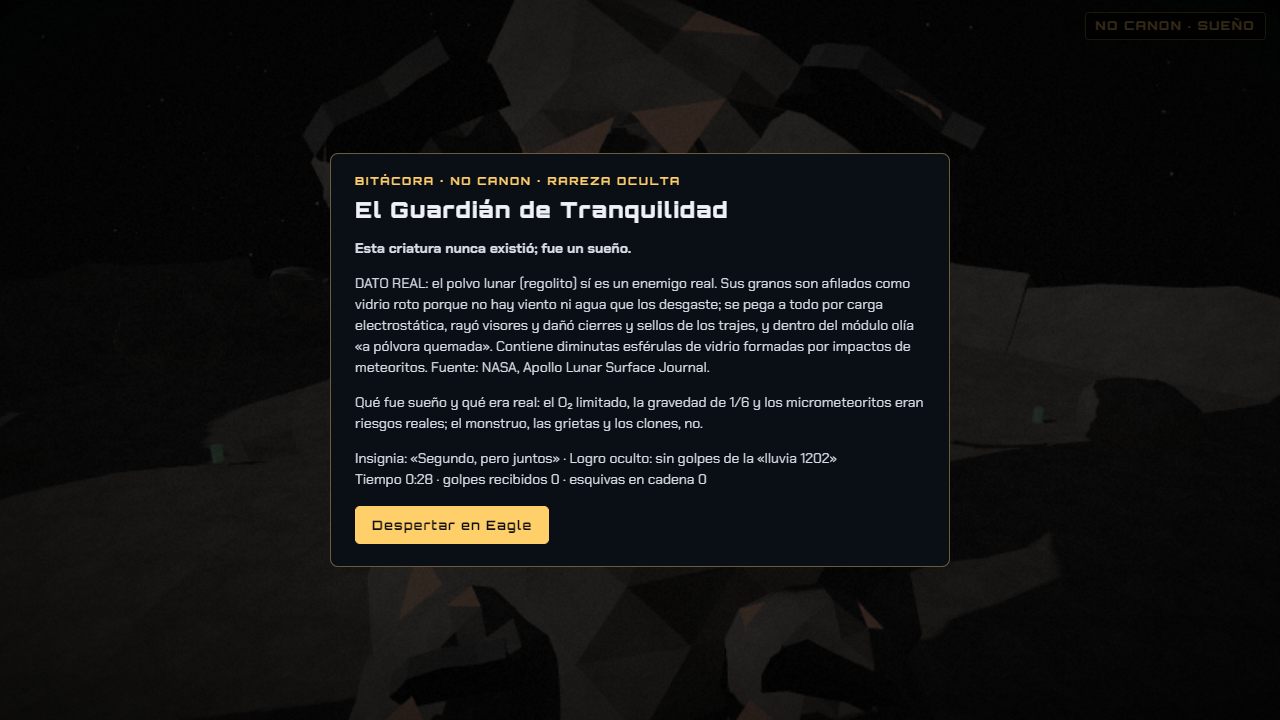 NO CANON · SUEÑO
BITÁCORA · NO CANON · RAREZA OCULTA
El Guardián de Tranquilidad
Esta criatura nunca existió; fue un sueño.
DATO REAL: el polvo lunar (regolito) sí es un enemigo real. Sus granos son afilados como
vidrio roto porque no hay viento ni agua que los desgaste; se pega a todo por carga
electrostática, rayó visores y dañó cierres y sellos de los trajes, y dentro del módulo olía
«a pólvora quemada». Contiene diminutas esférulas de vidrio formadas por impactos de
meteoritos. Fuente: NASA, Apollo Lunar Surface Journal.
Qué fue sueño y qué era real: el O₂ limitado, la gravedad de 1/6 y los micrometeoritos eran
riesgos reales; el monstruo, las grietas y los clones, no.
Insignia: «Segundo, pero juntos» · Logro oculto: sin golpes de la «lluvia 1202»
Tiempo 0:28 · golpes recibidos 0 · esquivas en cadena 0
Despertar en Eagle